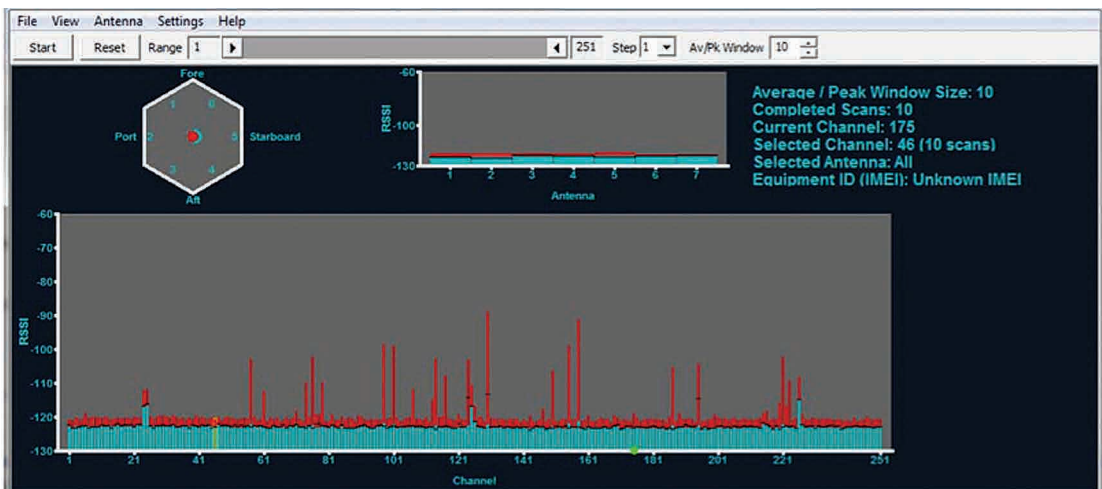 File View Antenna Settings Help
Start Reset Range 1 251 Step 1 Av/Pk Window 10
Fore
1 6
Port 2 5 Starboard
3 4
Aft
-60
RSSI
-100
-130
1 2 3 4 5 6 7
Antenna
Average / Peak Window Size: 10
Completed Scans: 10
Current Channel: 175
Selected Channel: 46 (10 scans)
Selected Antenna: All
Equipment ID (IMEI): Unknown IMEI
-60
-70
-80
-90
RSSI
-100
-110
-120
-130
1 21 41 61 81 101 121 141 161 181 201 221 251
Channel